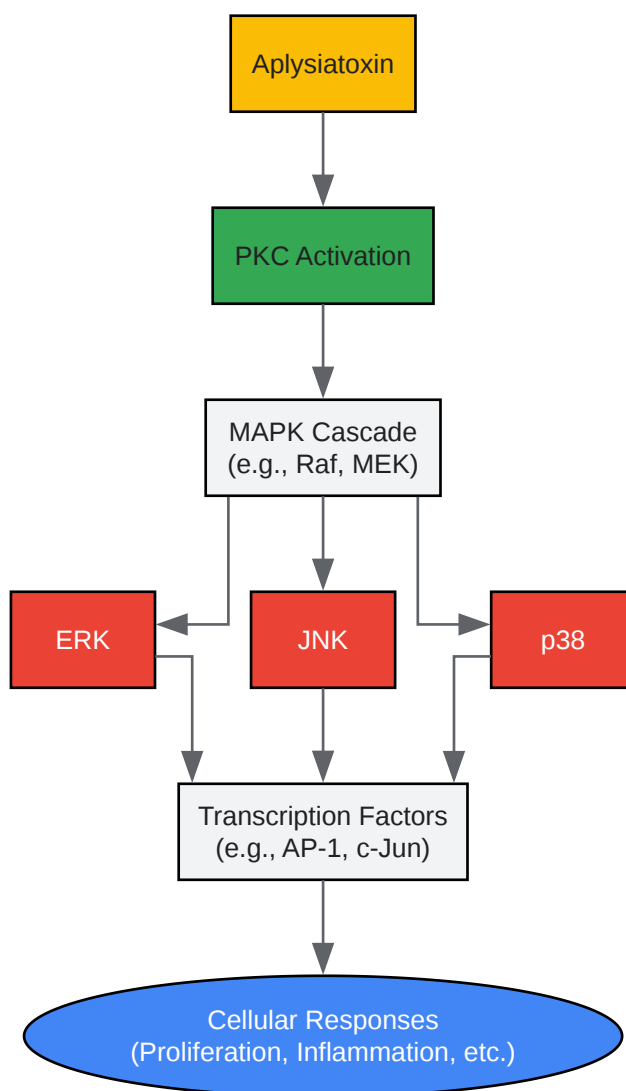 Aplysiatoxin
PKC Activation
MAPK Cascade
(e.g., Raf, MEK)
ERK
JNK
p38
Transcription Factors
(e.g., AP-1, c-Jun)
Cellular Responses
(Proliferation, Inflammation, etc.)